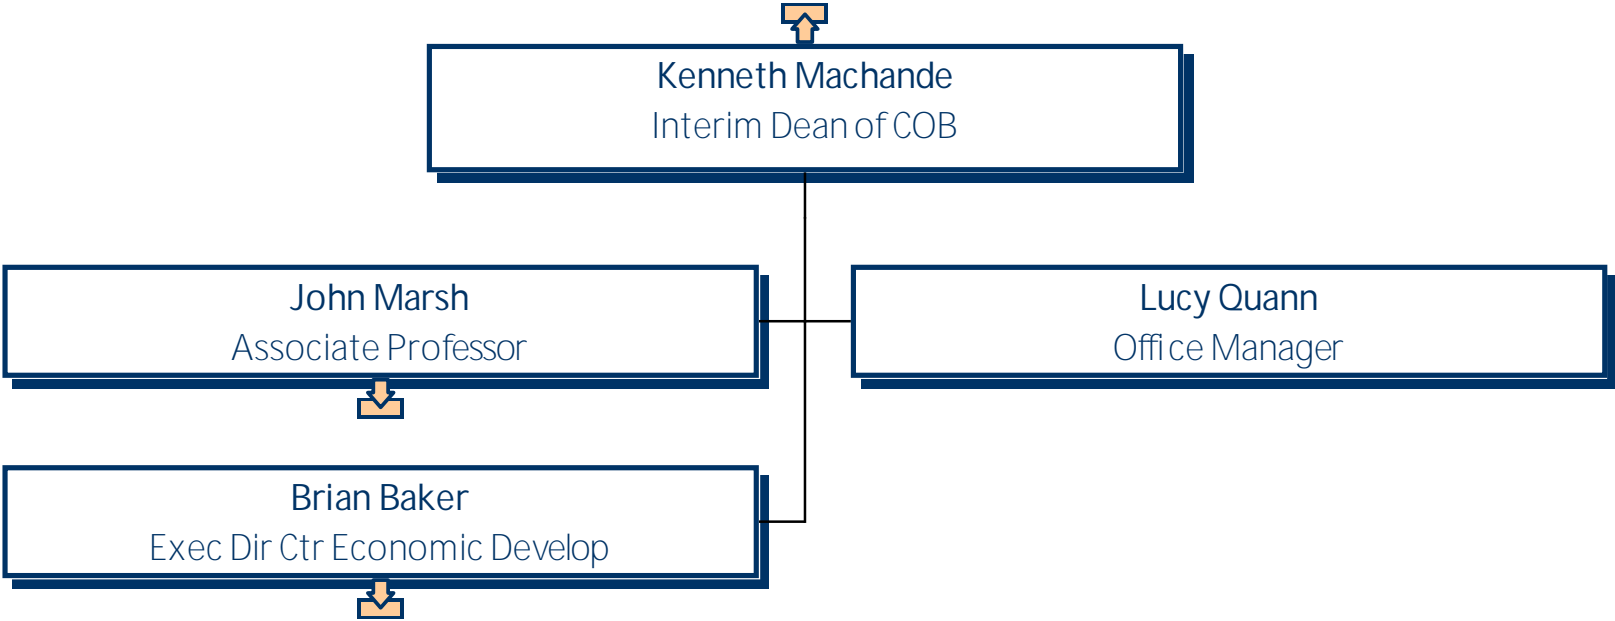 Kenneth Machande
Interim Dean of COB
John Marsh
Associate Professor
Lucy Quann
Office Manager
Brian Baker
Exec Dir Ctr Economic Develop